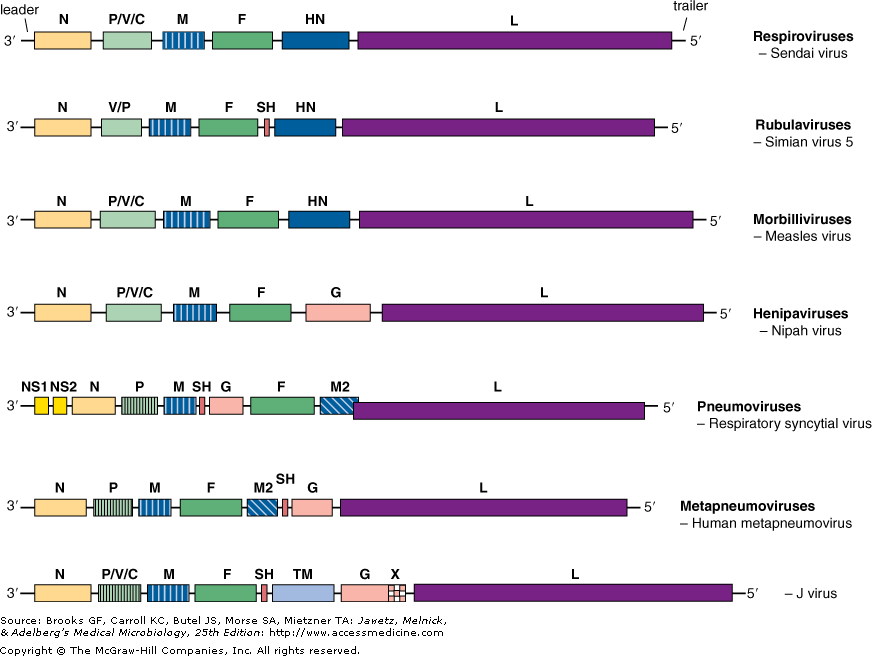 leader
trailer
N P/V/C M F HN L
3′ 5′
Respiroviruses
– Sendai virus
N V/P M F SH HN L
3′ 5′
Rubulaviruses
– Simian virus 5
N P/V/C M F HN L
3′ 5′
Morbilliviruses
– Measles virus
N P/V/C M F G L
3′ 5′
Henipaviruses
– Nipah virus
NS1 NS2 N P M SH G F M2 L
3′ 5′
Pneumoviruses
– Respiratory syncytial virus
N P M F M2 SH G L
3′ 5′
Metapneumoviruses
– Human metapneumovirus
N P/V/C M F SH TM G X L
3′ 5′
– J virus
Source: Brooks GF, Carroll KC, Butel JS, Morse SA, Mietzner TA: Jawetz, Melnick,
& Adelberg's Medical Microbiology, 25th Edition: http://www.accessmedicine.com
Copyright © The McGraw-Hill Companies, Inc. All rights reserved.